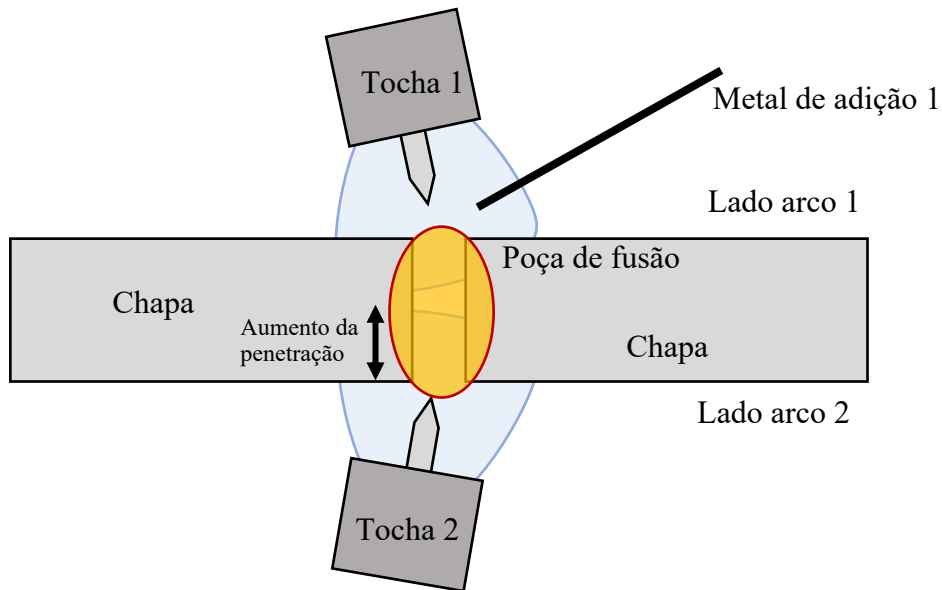 Tocha 1
Metal de adição 1
Lado arco 1
Poça de fusão
Chapa
Aumento da
penetração
Chapa
Lado arco 2
Tocha 2